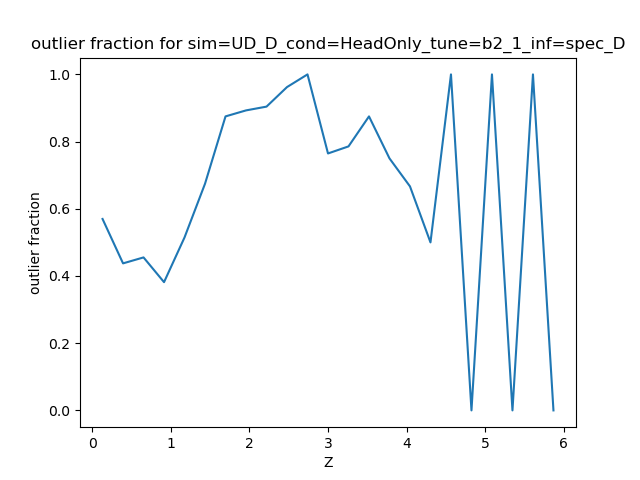 outlier fraction for sim=UD_D_cond=HeadOnly_tune=b2_1_inf=spec_D
1.0
0.8
0.6
0.4
0.2
0.0
outlier fraction
0 1 2 3 4 5 6
Z